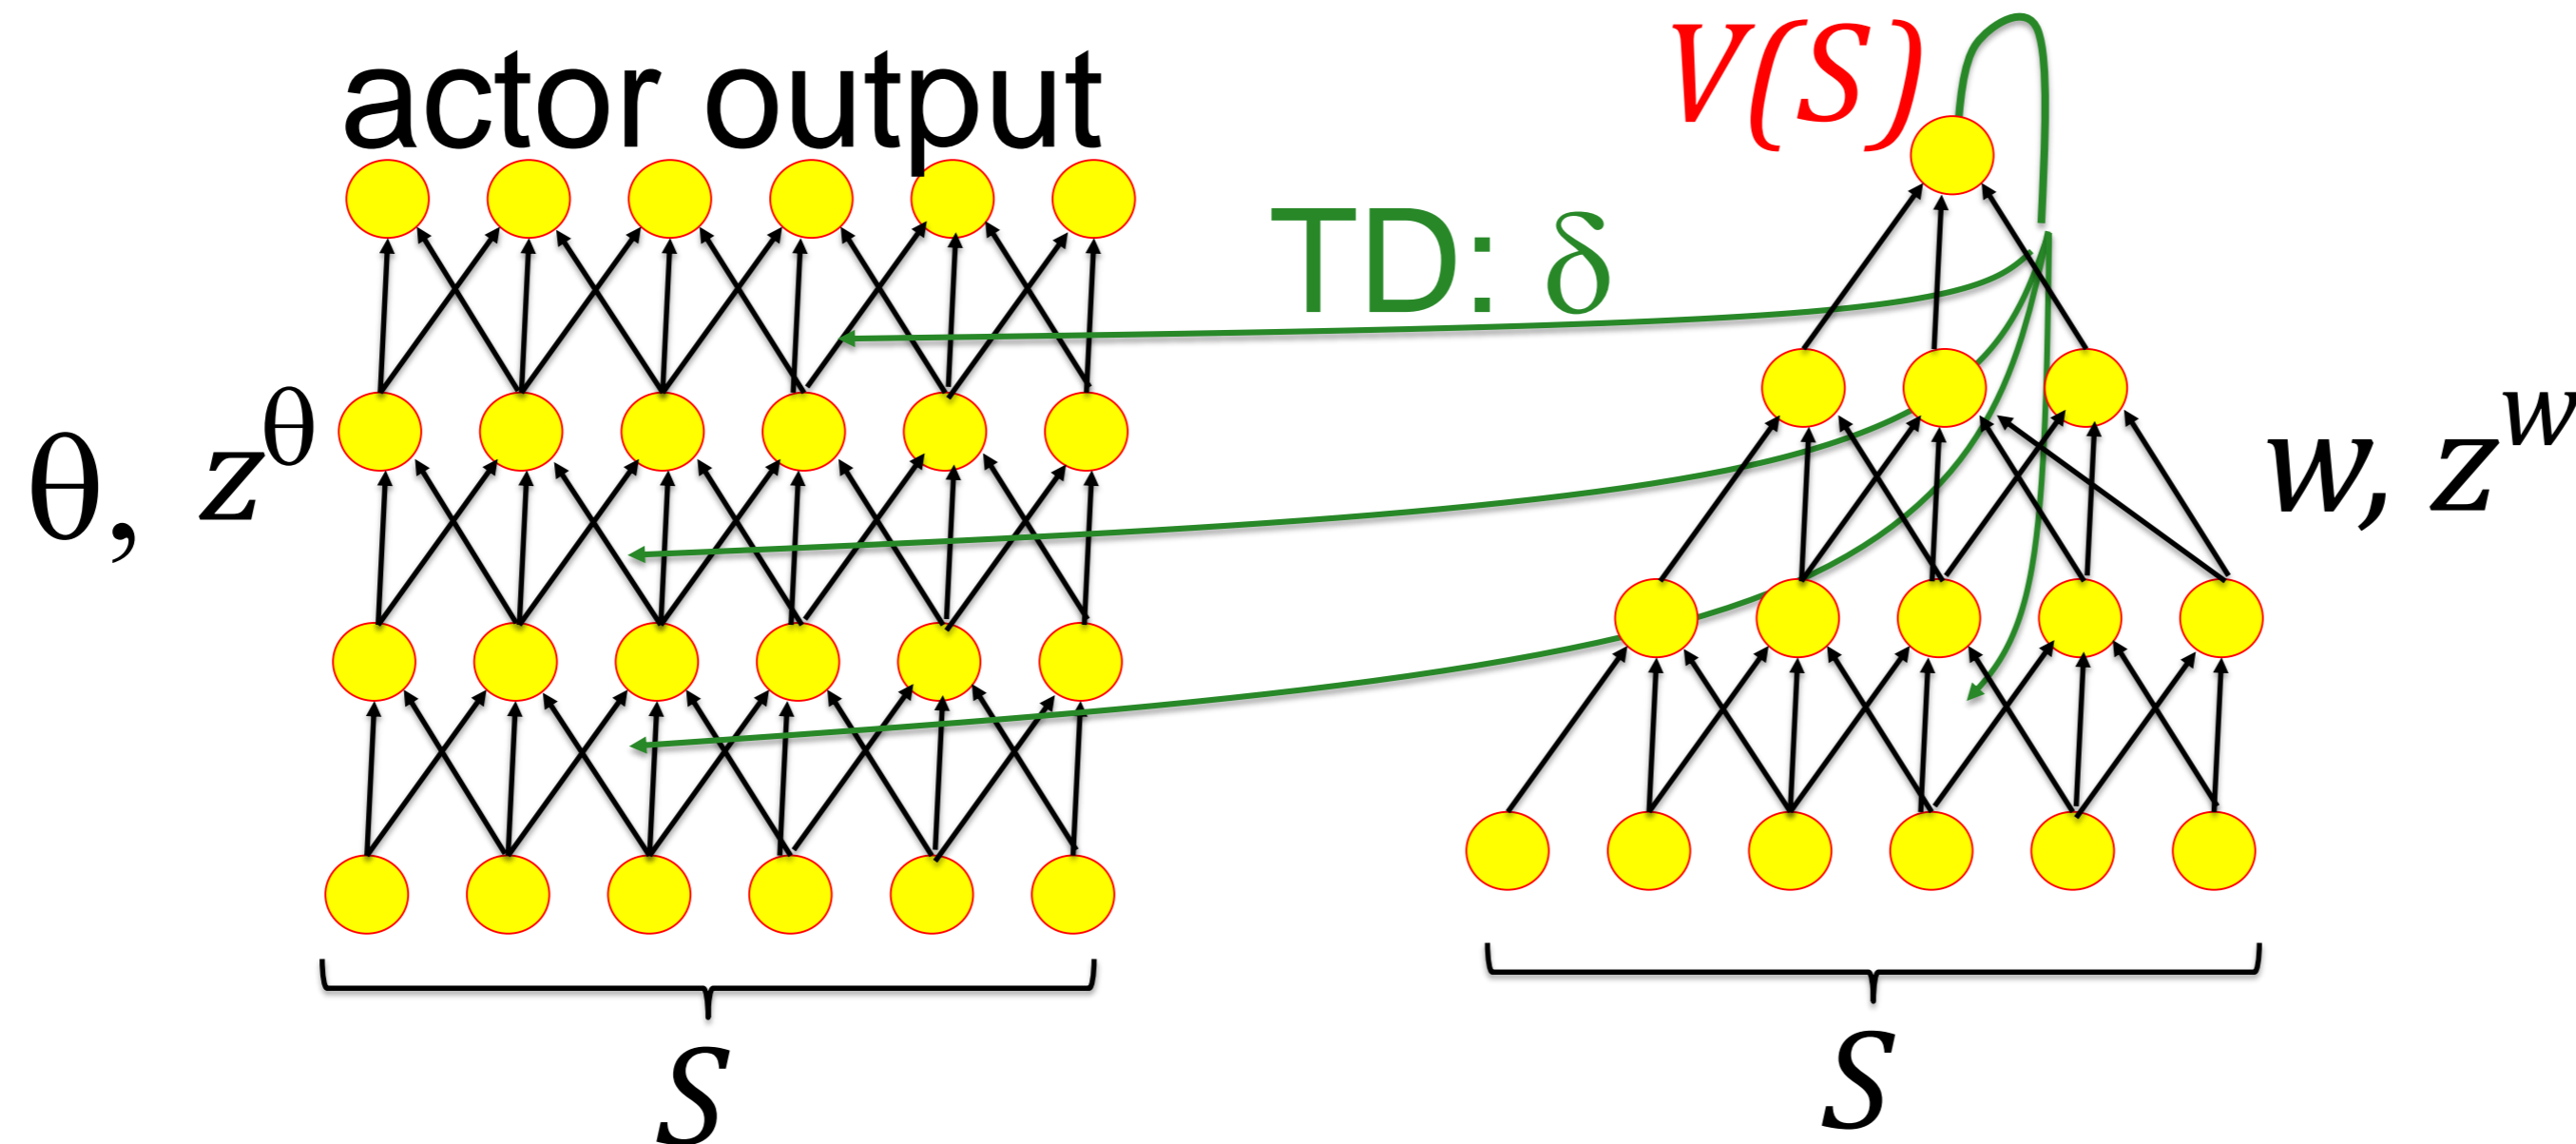 actor output
V(S)
TD: δ
θ, z^θ
w, z^w
S
S